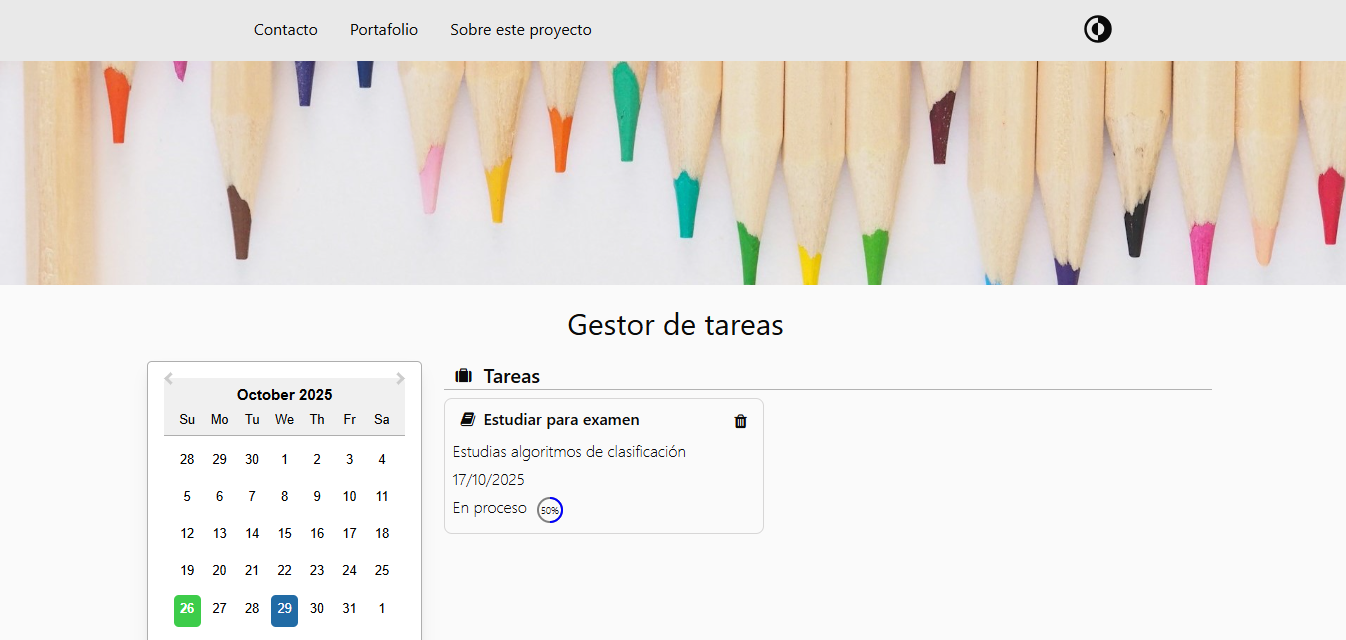 Contacto Portafolio Sobre este proyecto
Gestor de tareas
October 2025
Su Mo Tu We Th Fr Sa
28 29 30 1 2 3 4
5 6 7 8 9 10 11
12 13 14 15 16 17 18
19 20 21 22 23 24 25
26 27 28 29 30 31 1
Tareas
Estudiar para examen
Estudias algoritmos de clasificación
17/10/2025
En proceso 50%